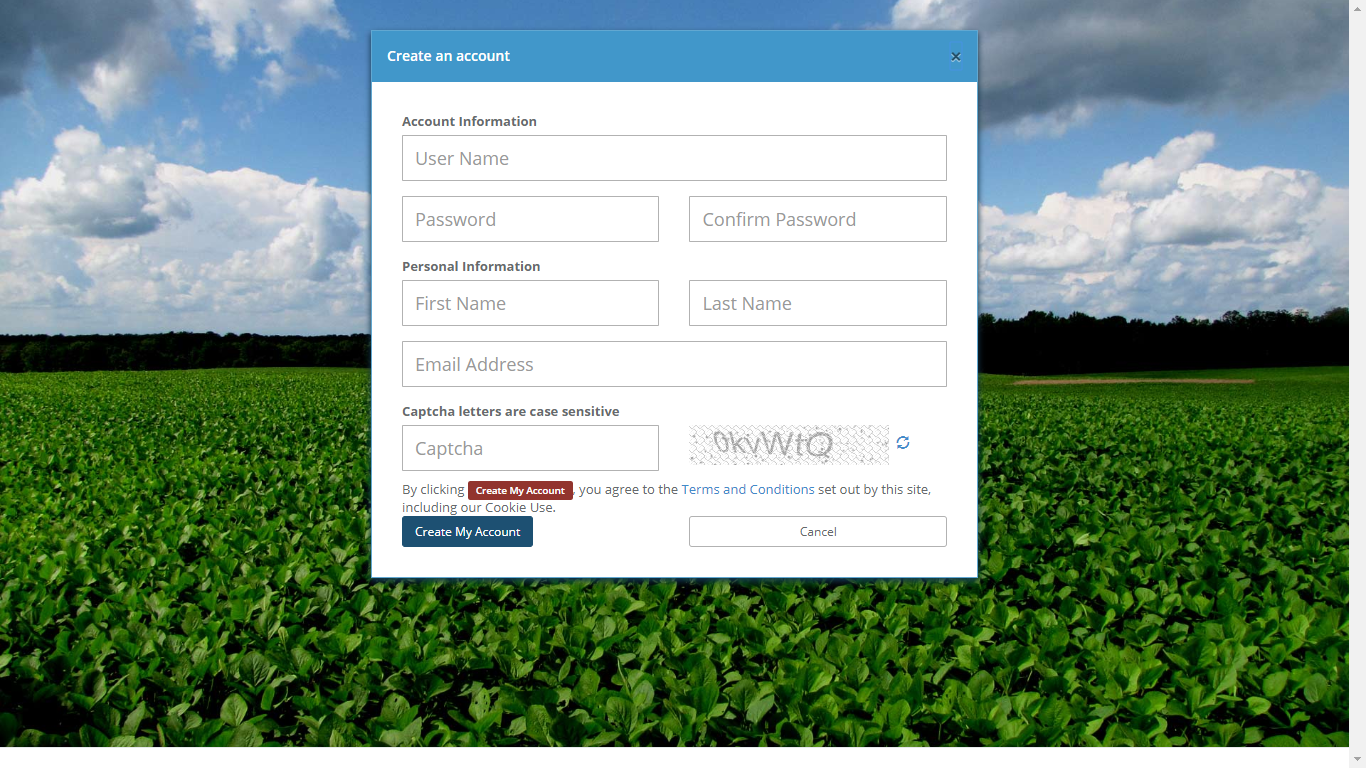 Create an account
×
Account Information
User Name
Password
Confirm Password
Personal Information
First Name
Last Name
Email Address
Captcha letters are case sensitive
Captcha
By clicking Create My Account, you agree to the Terms and Conditions set out by this site,
including our Cookie Use.
Create My Account
Cancel